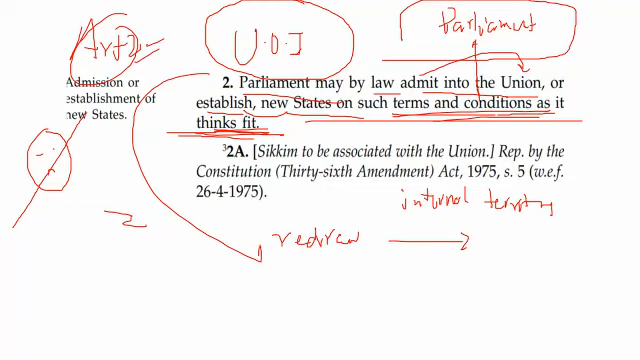 Parliament
Art 2
U.O.I
Admission or
establishment of
new States.
2. Parliament may by law admit into the Union, or
establish, new States on such terms and conditions as it
thinks fit.
³2A. [Sikkim to be associated with the Union.] Rep. by the
Constitution (Thirty-sixth Amendment) Act, 1975, s. 5 (w.e.f.
26-4-1975).
internal territory
redraw